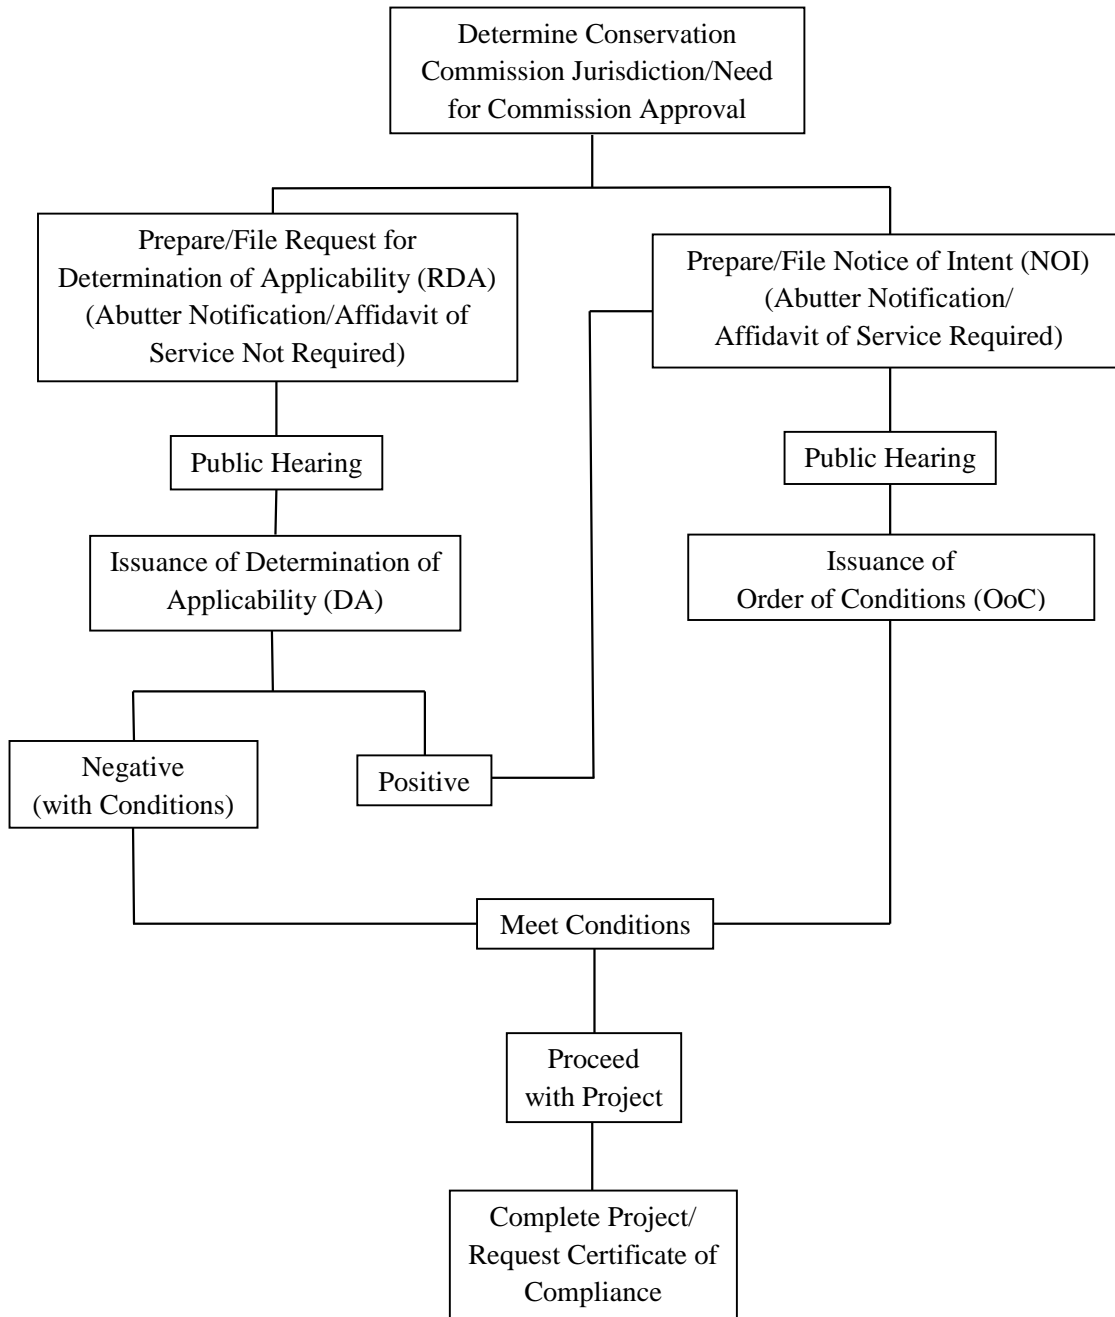 Determine Conservation
Commission Jurisdiction/Need
for Commission Approval
Prepare/File Request for
Determination of Applicability (RDA)
(Abutter Notification/Affidavit of
Service Not Required)
Prepare/File Notice of Intent (NOI)
(Abutter Notification/
Affidavit of Service Required)
Public Hearing
Public Hearing
Issuance of Determination of
Applicability (DA)
Issuance of
Order of Conditions (OoC)
Negative
(with Conditions)
Positive
Meet Conditions
Proceed
with Project
Complete Project/
Request Certificate of
Compliance